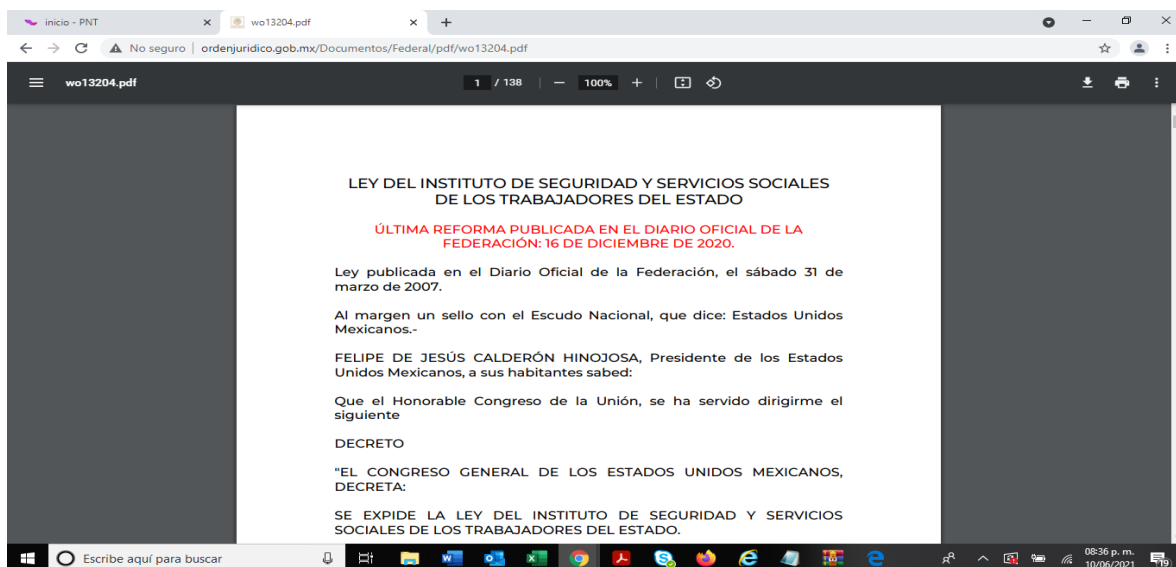 inicio - PNT
wo13204.pdf
No seguro | ordenjuridico.gob.mx/Documentos/Federal/pdf/wo13204.pdf
wo13204.pdf
1 / 138
100%
LEY DEL INSTITUTO DE SEGURIDAD Y SERVICIOS SOCIALES
DE LOS TRABAJADORES DEL ESTADO
ÚLTIMA REFORMA PUBLICADA EN EL DIARIO OFICIAL DE LA
FEDERACIÓN: 16 DE DICIEMBRE DE 2020.
Ley publicada en el Diario Oficial de la Federación, el sábado 31 de
marzo de 2007.
Al margen un sello con el Escudo Nacional, que dice: Estados Unidos
Mexicanos.-
FELIPE DE JESÚS CALDERÓN HINOJOSA, Presidente de los Estados
Unidos Mexicanos, a sus habitantes sabed:
Que el Honorable Congreso de la Unión, se ha servido dirigirme el
siguiente
DECRETO
"EL CONGRESO GENERAL DE LOS ESTADOS UNIDOS MEXICANOS,
DECRETA:
SE EXPIDE LA LEY DEL INSTITUTO DE SEGURIDAD Y SERVICIOS
SOCIALES DE LOS TRABAJADORES DEL ESTADO.
Escribe aquí para buscar
08:36 p. m.
10/06/2021
19